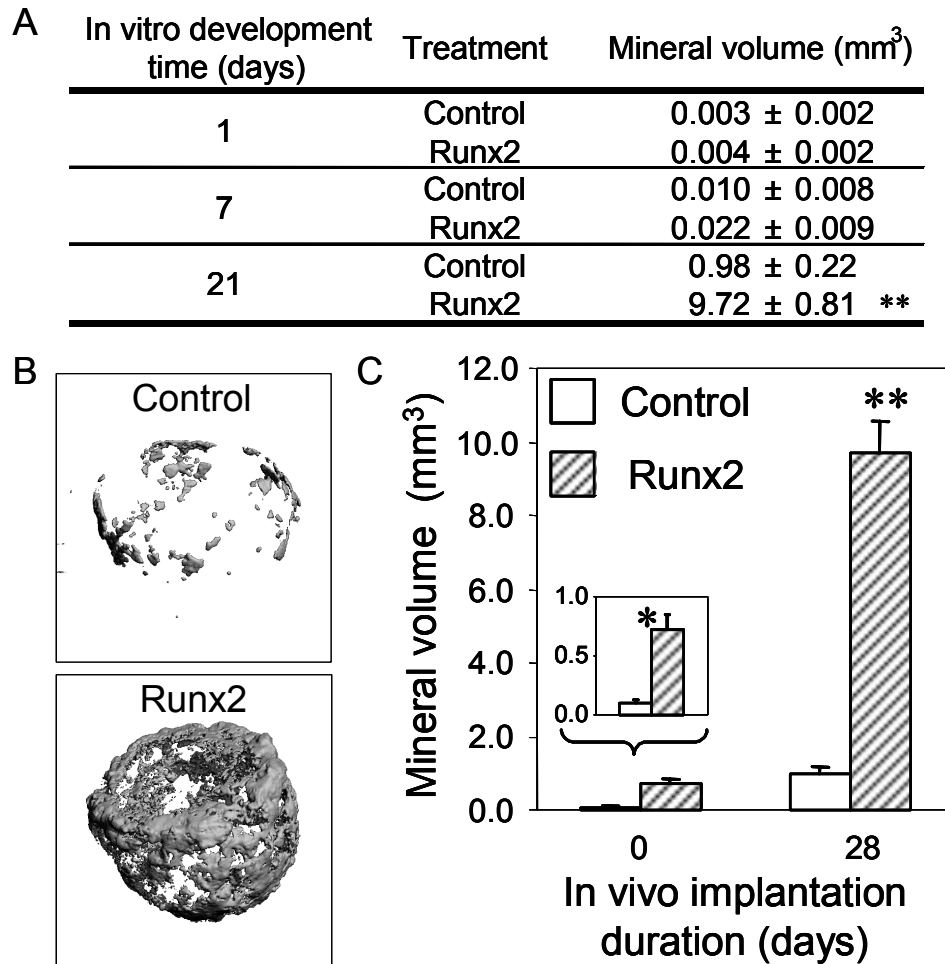 A
In vitro development time (days) Treatment Mineral volume (mm³)
1 Control 0.003 ± 0.002
Runx2 0.004 ± 0.002
7 Control 0.010 ± 0.008
Runx2 0.022 ± 0.009
21 Control 0.98 ± 0.22
Runx2 9.72 ± 0.81 **
B
Control
Runx2
C
Mineral volume (mm³)
12.0
10.0
8.0
6.0
4.0
2.0
0.0
Control
Runx2
**
1.0
0.5
0.0
*
0 28
In vivo implantation
duration (days)